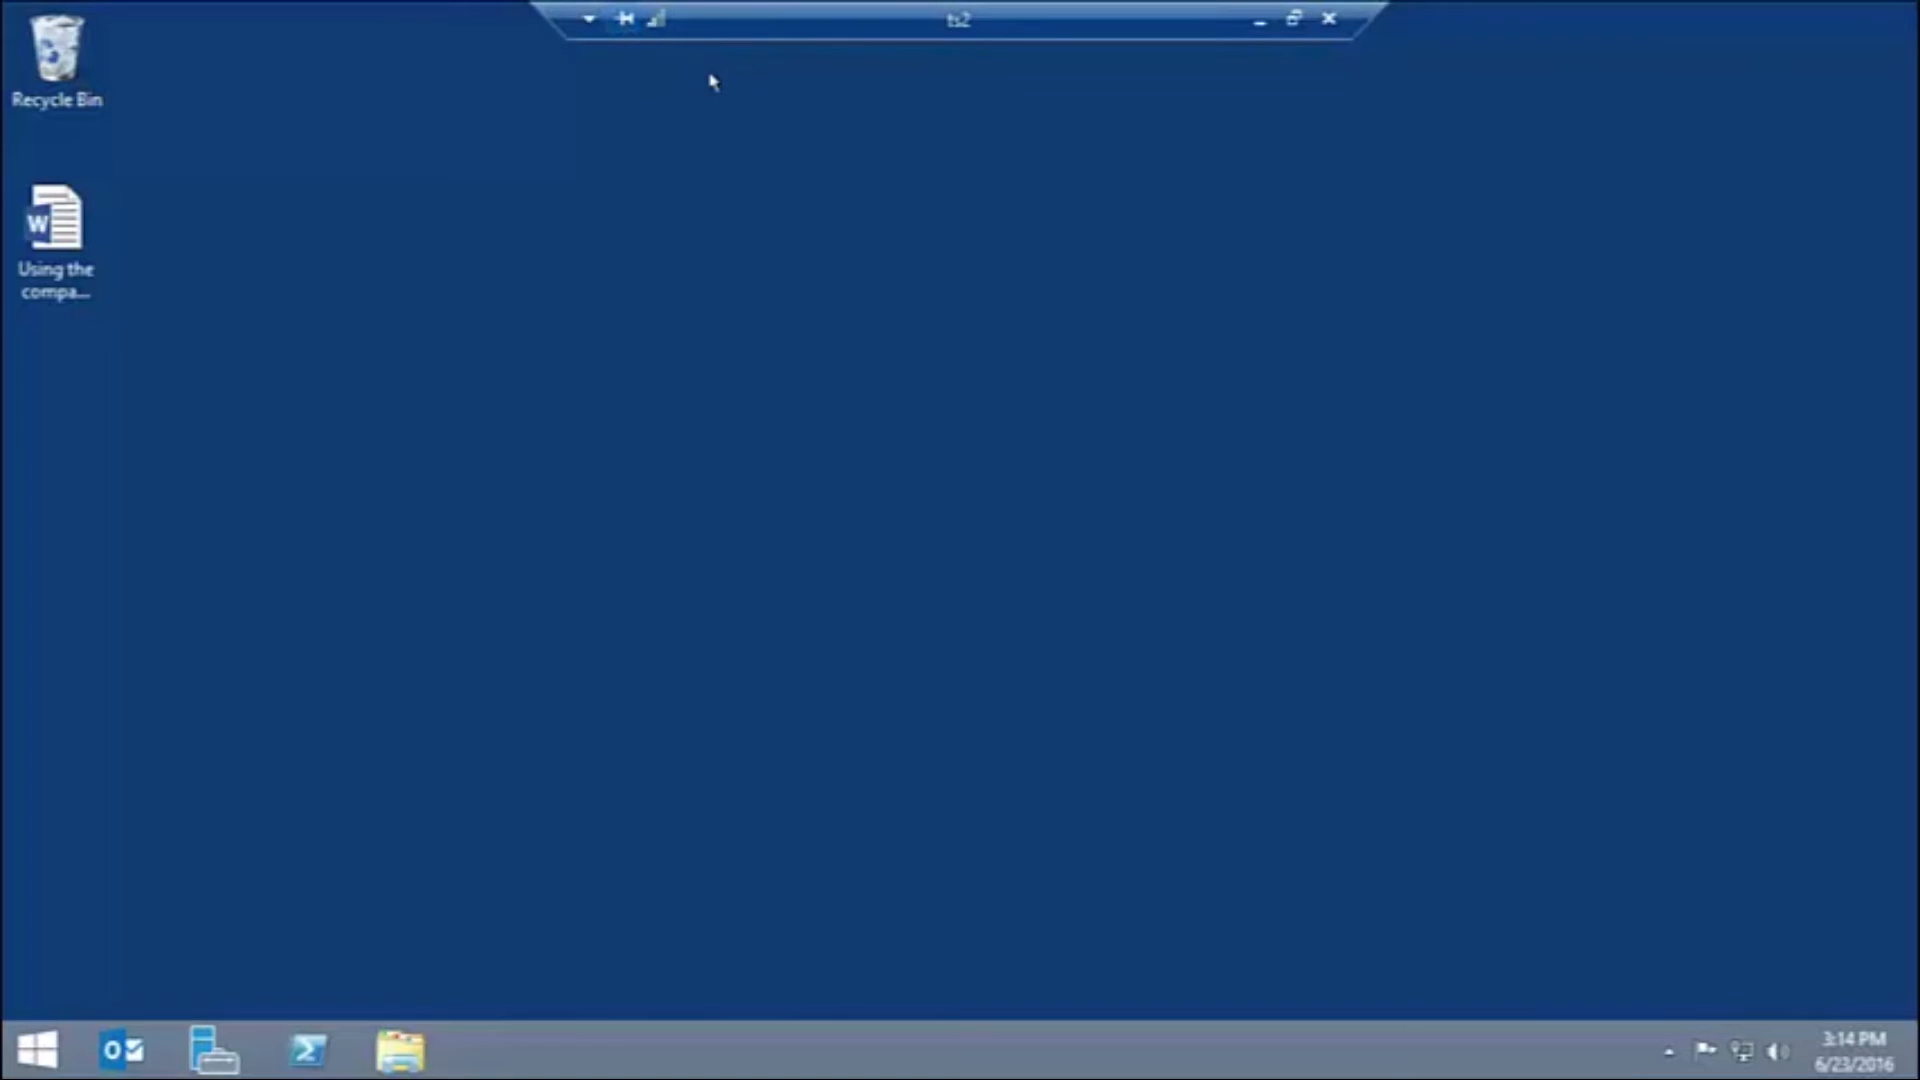 ts2
Recycle Bin
W
Using the
compa...
O
3:14 PM
6/23/2016